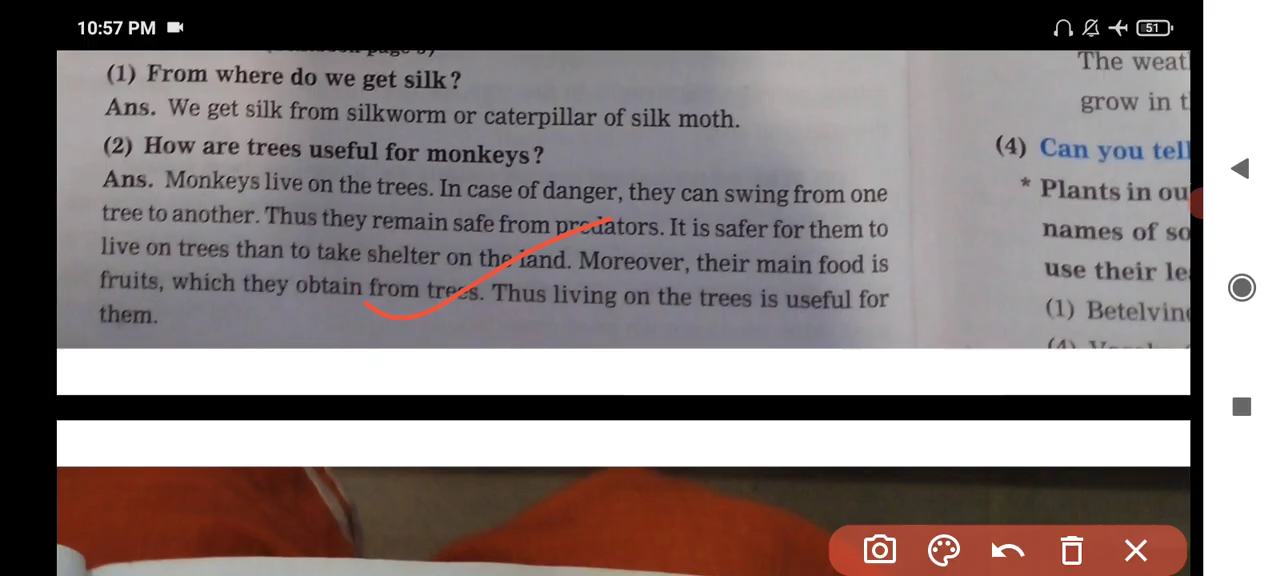 10:57 PM
51
(1) From where do we get silk?
Ans. We get silk from silkworm or caterpillar of silk moth.
(2) How are trees useful for monkeys?
Ans. Monkeys live on the trees. In case of danger, they can swing from one
tree to another. Thus they remain safe from predators. It is safer for them to
live on trees than to take shelter on the land. Moreover, their main food is
fruits, which they obtain from trees. Thus living on the trees is useful for
them.
The
grow in
(4) Can you tell
* Plants in
names of
use their
(1)
(4)